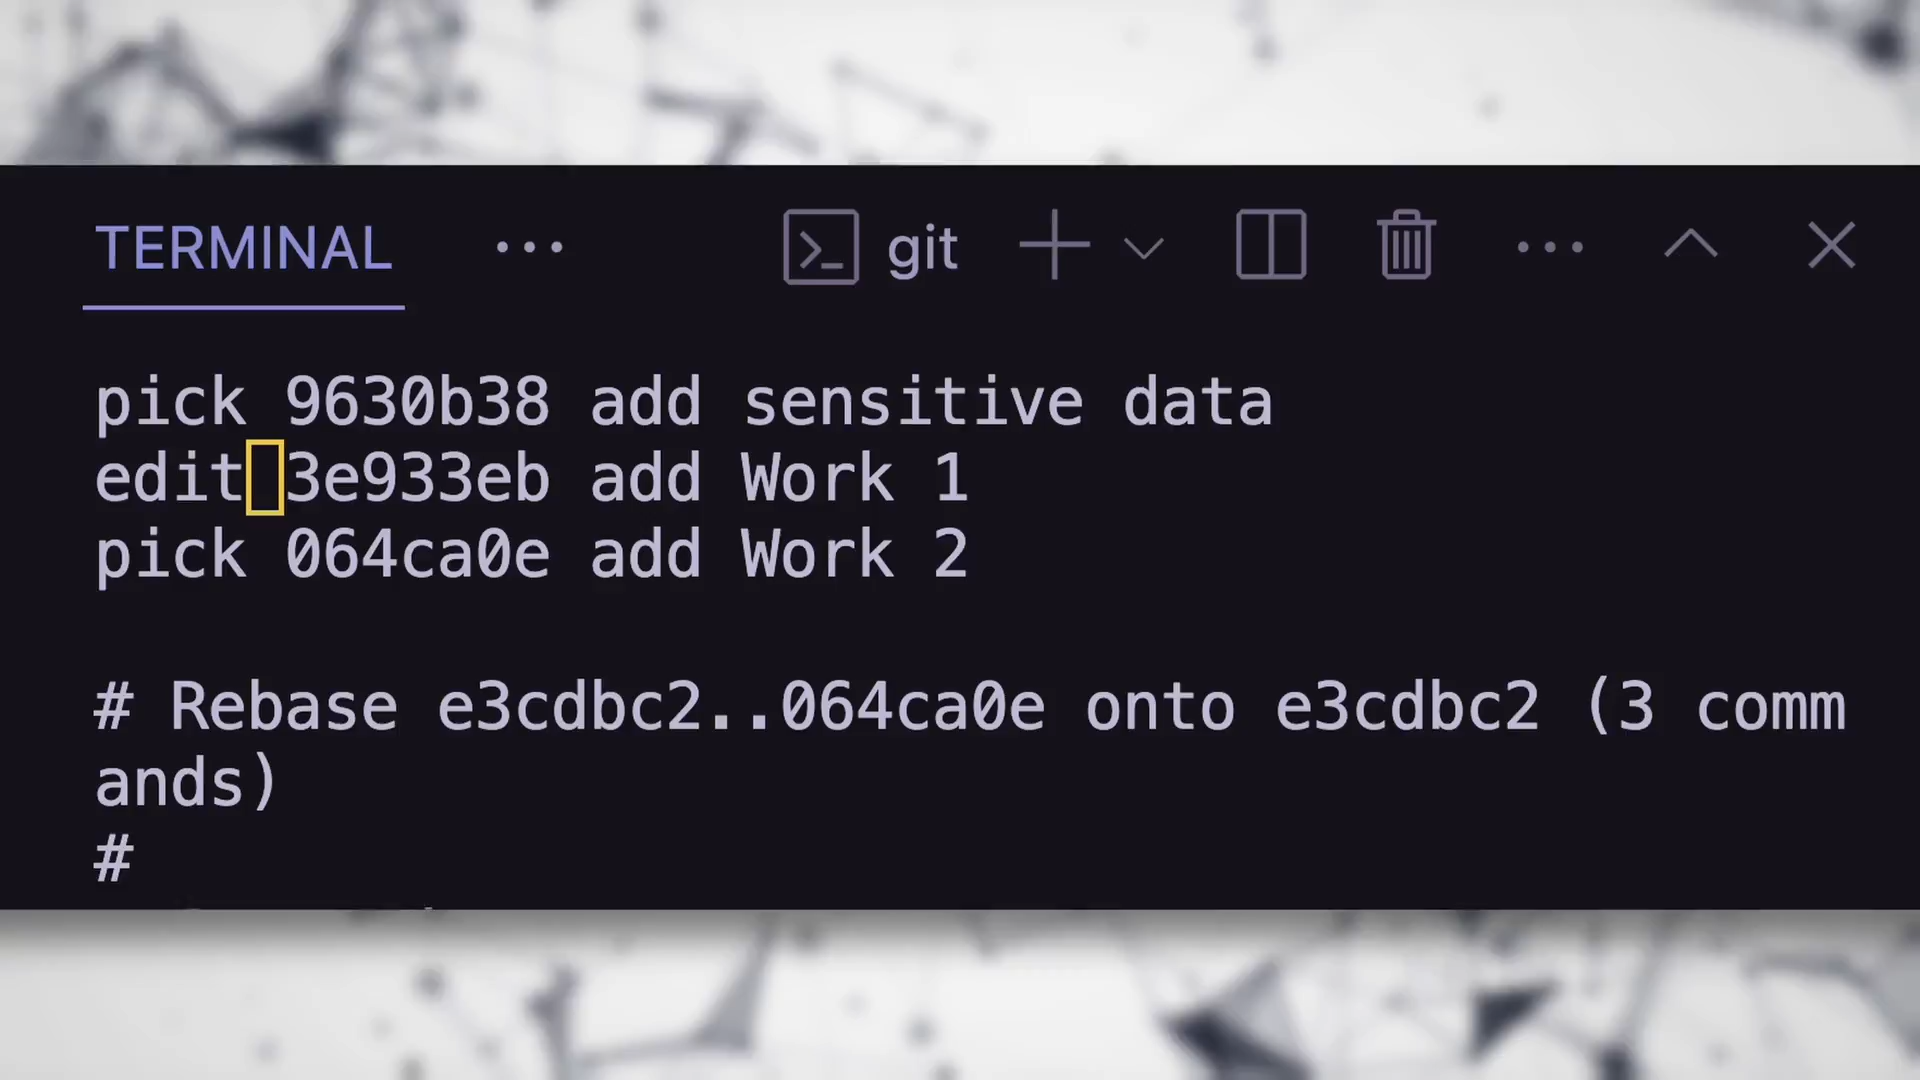 TERMINAL ... git
pick 9630b38 add sensitive data
edit 3e933eb add Work 1
pick 064ca0e add Work 2
# Rebase e3cdbc2..064ca0e onto e3cdbc2 (3 comm
ands)
#